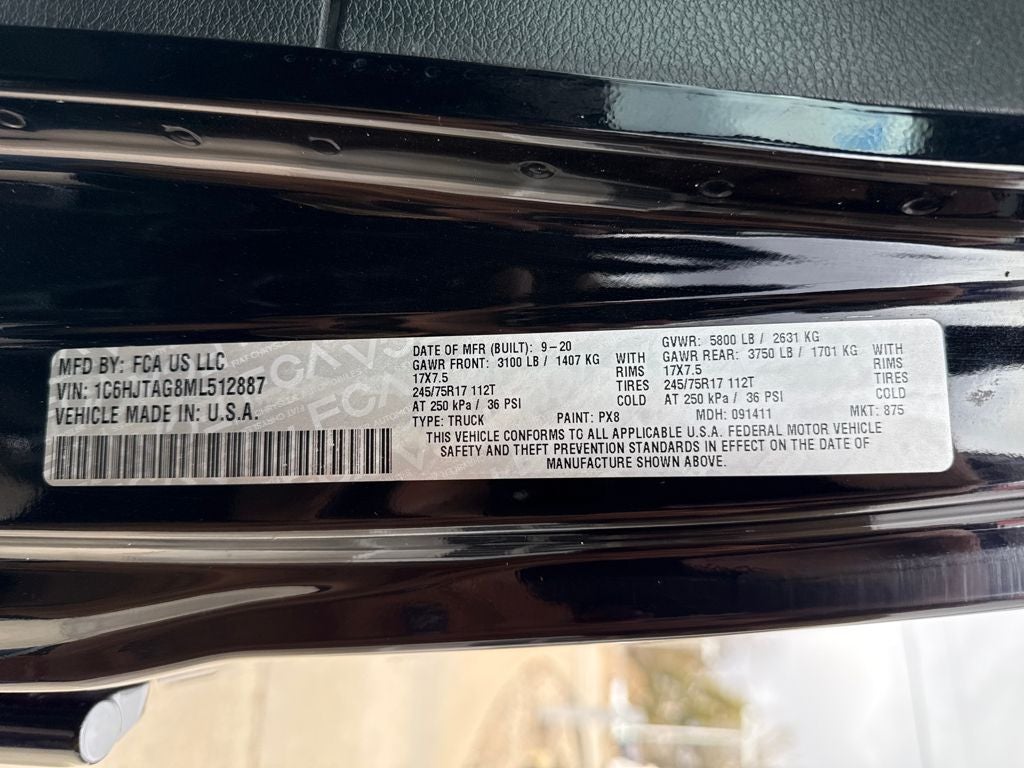 MFD BY: FCA US LLC
VIN: 1C6HJTAG8ML512887
VEHICLE MADE IN: U.S.A.
DATE OF MFR (BUILT): 9-20
GAWR FRONT: 3100 LB / 1407 KG WITH
17X7.5 RIMS
245/75R17 112T TIRES
AT 250 kPa / 36 PSI COLD
GVWR: 5800 LB / 2631 KG
GAWR REAR: 3750 LB / 1701 KG WITH
17X7.5 RIMS
245/75R17 112T TIRES
AT 250 kPa / 36 PSI COLD
TYPE: TRUCK PAINT: PX8 MDH: 091411 MKT: 875
THIS VEHICLE CONFORMS TO ALL APPLICABLE U.S.A. FEDERAL MOTOR VEHICLE
SAFETY AND THEFT PREVENTION STANDARDS IN EFFECT ON THE DATE OF
MANUFACTURE SHOWN ABOVE.